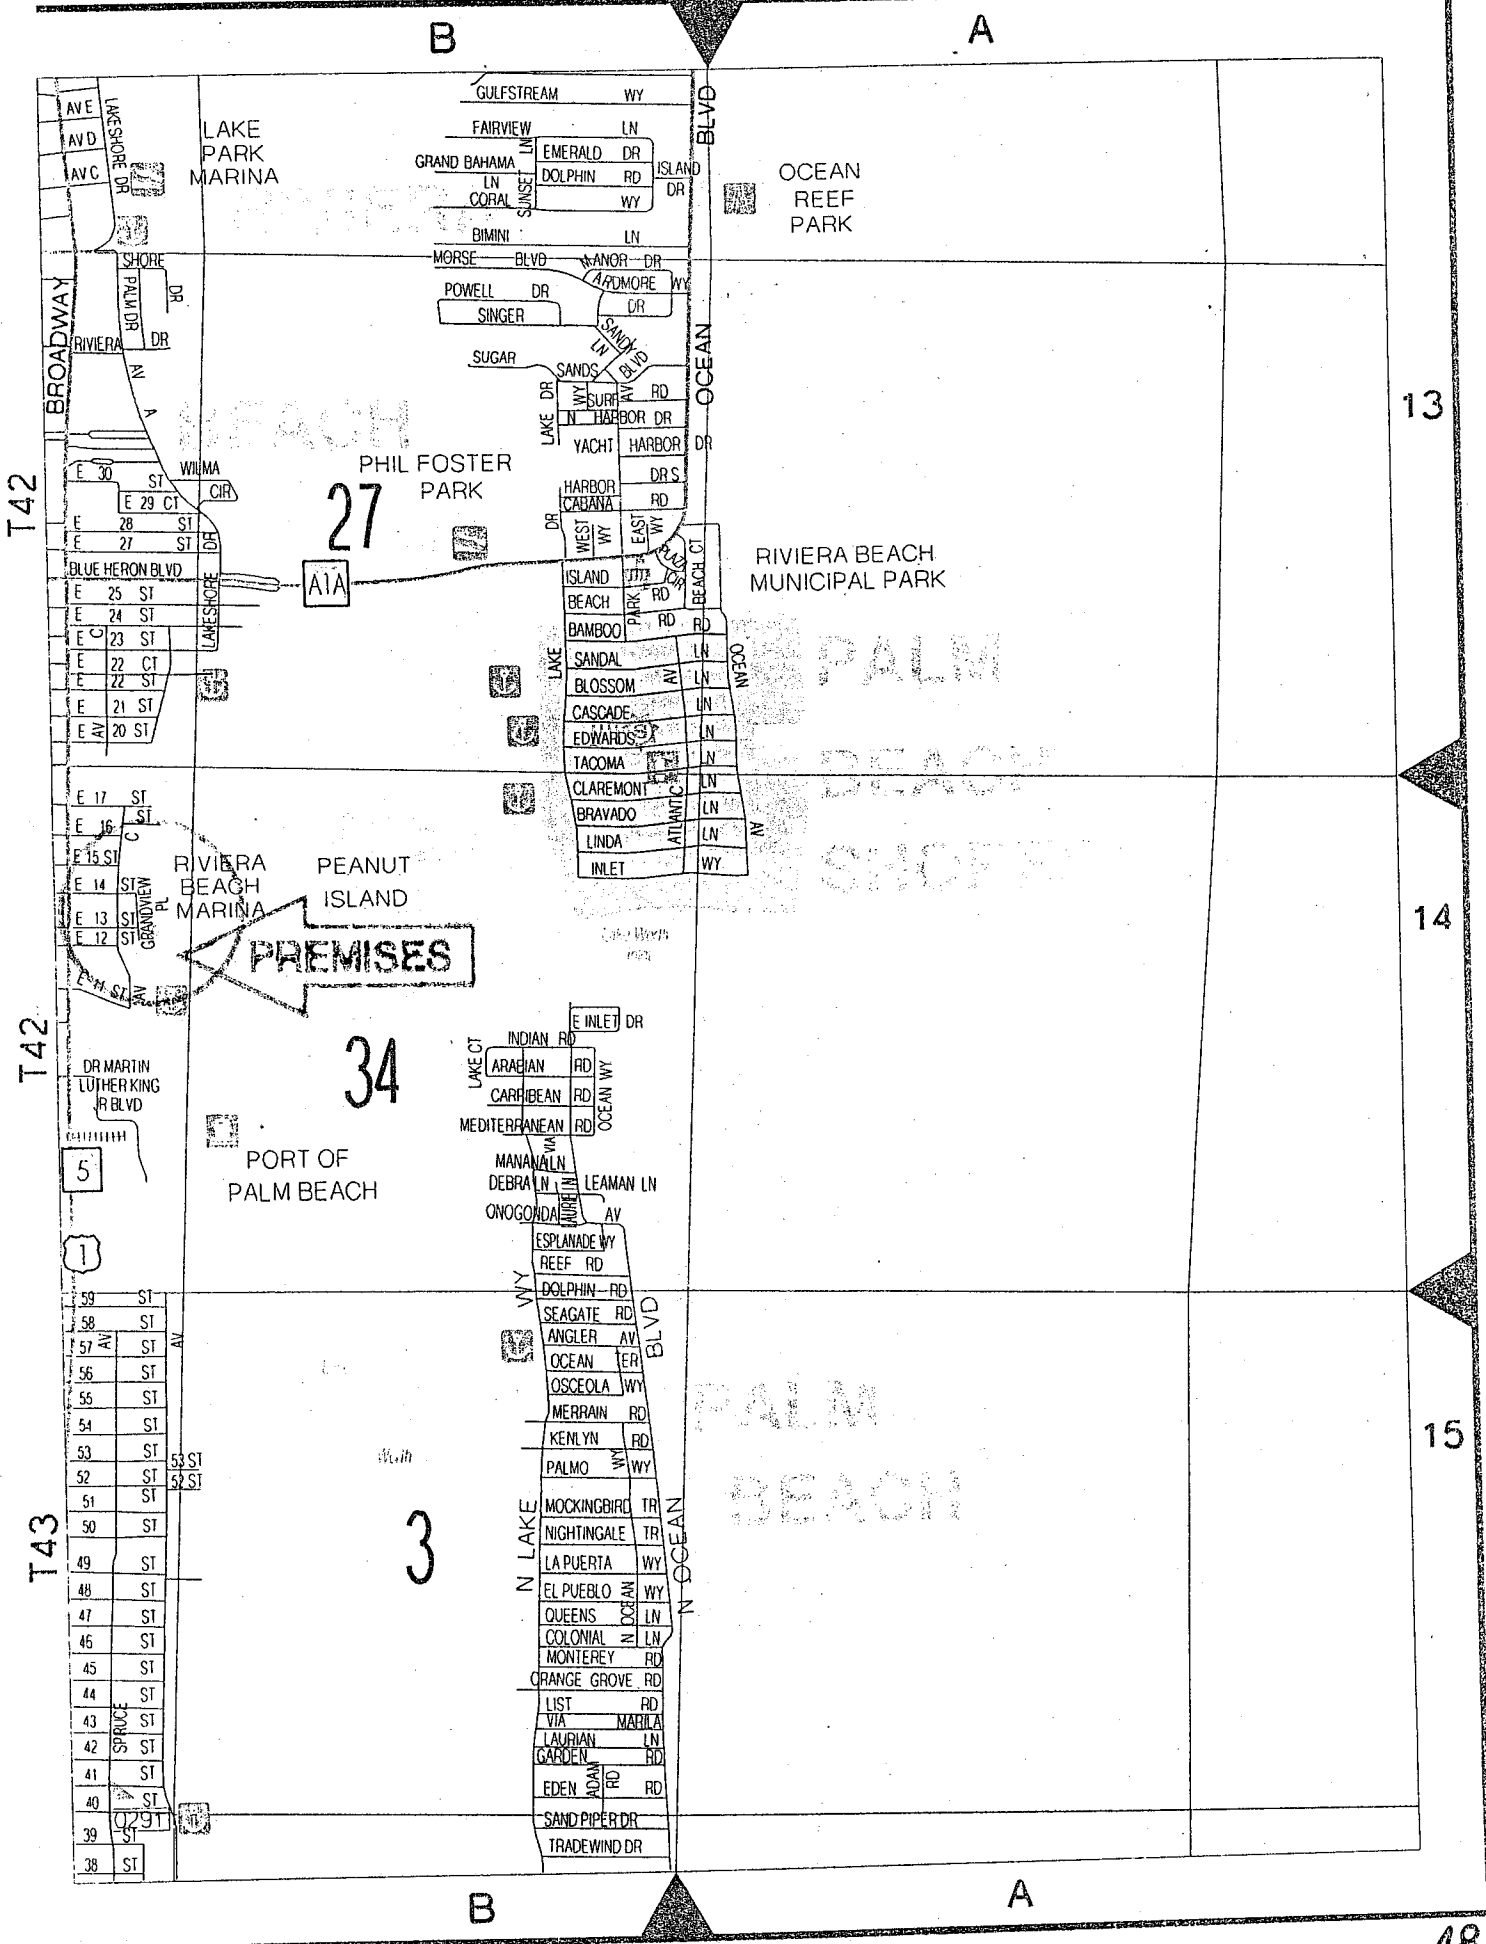 B
A
GULFSTREAM WY
BLVD
AV E
LAKESHORE DR
AV D
AV C
LAKE
PARK
MARINA
FAIRVIEW LN
LN
EMERALD DR
GRAND BAHAMA
LN
DOLPHIN RD
ISLAND
DR
SUNSET
CORAL WY
OCEAN
REEF
PARK
BIMINI LN
MORSE BLVD
MANOR DR
SHORE
DR
PALM DR
ARDMORE WY
POWELL DR
DR
SINGER
BROADWAY
RIVIERA DR
SANDY
LN
BLVD
SUGAR
SANDS
OCEAN
AV
A
LAKE DR
WY
SURF
AV
RD
N HARBOR DR
13
BEACH
YACHT HARBOR DR
PHIL FOSTER
PARK
E 30 ST
WILMA
CIR
DR S
HARBOR
CABANA RD
T42
27
E 29 CT
E 28 ST
E 27 ST
DR
DR
WEST
WY
EAST
WY
PLAZA
CIR
BEACH CT
BLUE HERON BLVD
A1A
RIVIERA BEACH
MUNICIPAL PARK
ISLAND
E 25 ST
E 24 ST
LAKESHORE
BEACH RD
PARK
BAMBOO RD RD
E 23 ST
C
E 22 CT
E 22 ST
E 21 ST
E 20 ST
AV
LAKE
SANDAL LN
OCEAN
BLOSSOM LN
AV
CASCADE LN
EDWARDS LN
TACOMA LN
PALM
BEACH
CLAREMONT LN
BRAVADO LN
LINDA LN
INLET WY
ATLANTIC
AV
E 17 ST
E 16 ST
C
E 15 ST
E 14 ST
E 13 ST
E 12 ST
GRANDVIEW
PL
E 11 ST
AV
RIVIERA
BEACH
MARINA
PEANUT
ISLAND
14
PREMISES
T42
34
E INLET DR
INDIAN RD
LAKE CT
ARABIAN RD
OCEAN WY
CARRIBEAN RD
MEDITERRANEAN RD
DR MARTIN
LUTHER KING
JR BLVD
5
PORT OF
PALM BEACH
VIA
MANANA LN
DEBRA LN
LEAMAN LN
LAURIE LN
ONOGONDA AV
1
ESPLANADE WY
REEF RD
WY
DOLPHIN RD
BLVD
SEAGATE RD
ANGLER AV
OCEAN TER
OSCEOLA WY
MERRAIN RD
KENLYN RD
WY
PALMO WY
59 ST
58 ST
57 ST
AV
AV
56 ST
55 ST
54 ST
53 ST
53 ST
52 ST
52 ST
51 ST
50 ST
49 ST
48 ST
47 ST
46 ST
45 ST
44 ST
43 ST
42 ST
41 ST
40 ST
SPRUCE
0291
39 ST
38 ST
PALM
BEACH
15
Worth
T43
3
N LAKE
MOCKINGBIRD TR
NIGHTINGALE TR
LA PUERTA WY
EL PUEBLO WY
QUEENS LN
COLONIAL LN
N OCEAN
N OCEAN
MONTEREY RD
ORANGE GROVE RD
LIST RD
VIA MARILA
LAURIAN LN
GARDEN RD
EDEN RD
ADAM
RD
SAND PIPER DR
TRADEWIND DR
B
A